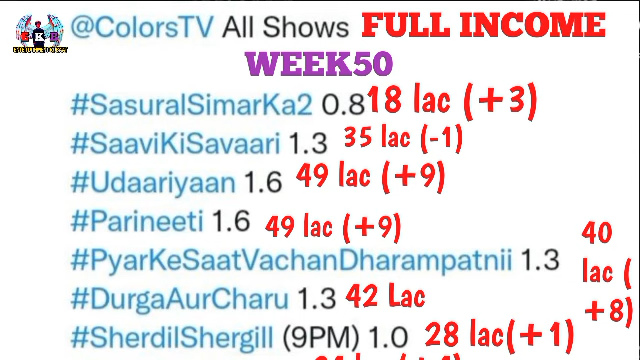 @ColorsTV All Shows FULL INCOME
WEEK50
#SasuralSimarKa2 0.8 18 lac (+3)
#SaaviKiSavaari 1.3 35 lac (-1)
#Udaariyaan 1.6 49 lac (+9)
#Parineeti 1.6 49 lac (+9)
#PyarKeSaatVachanDharampatnii 1.3 40 lac (+8)
#DurgaAurCharu 1.3 42 Lac
#SherdilShergill (9PM) 1.0 28 lac(+1)